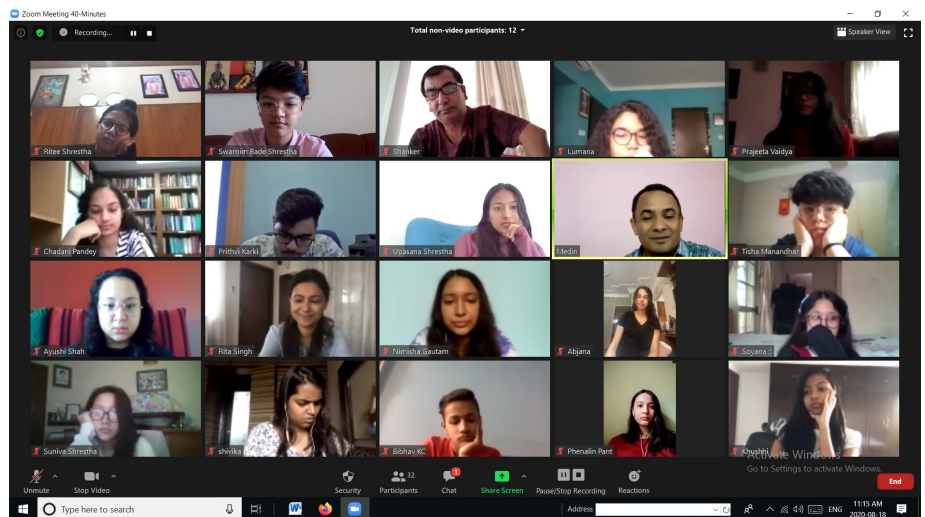 Zoom Meeting 40-Minutes
Recording...
Total non-video participants: 12
Speaker View
Ritee Shrestha
Swarnim Bade Shrestha
Shanker
Lumana
Prajeeta Vaidya
Chadani Pandey
Prithvi Karki
Upasana Shrestha
Medin
Tisha Manandhar
Ayushi Shah
Rita Singh
Nimisha Gautam
Abjana
Soyana :)
Suniva Shrestha
shivika
Bibhav KC
Phenalin Pant
Khushhi
Activate Windows
Go to Settings to activate Windows.
Unmute
Stop Video
Security
Participants
32
Chat
1
Share Screen
Pause/Stop Recording
Reactions
End
Type here to search
Address
ENG
11:15 AM
2020-08-18